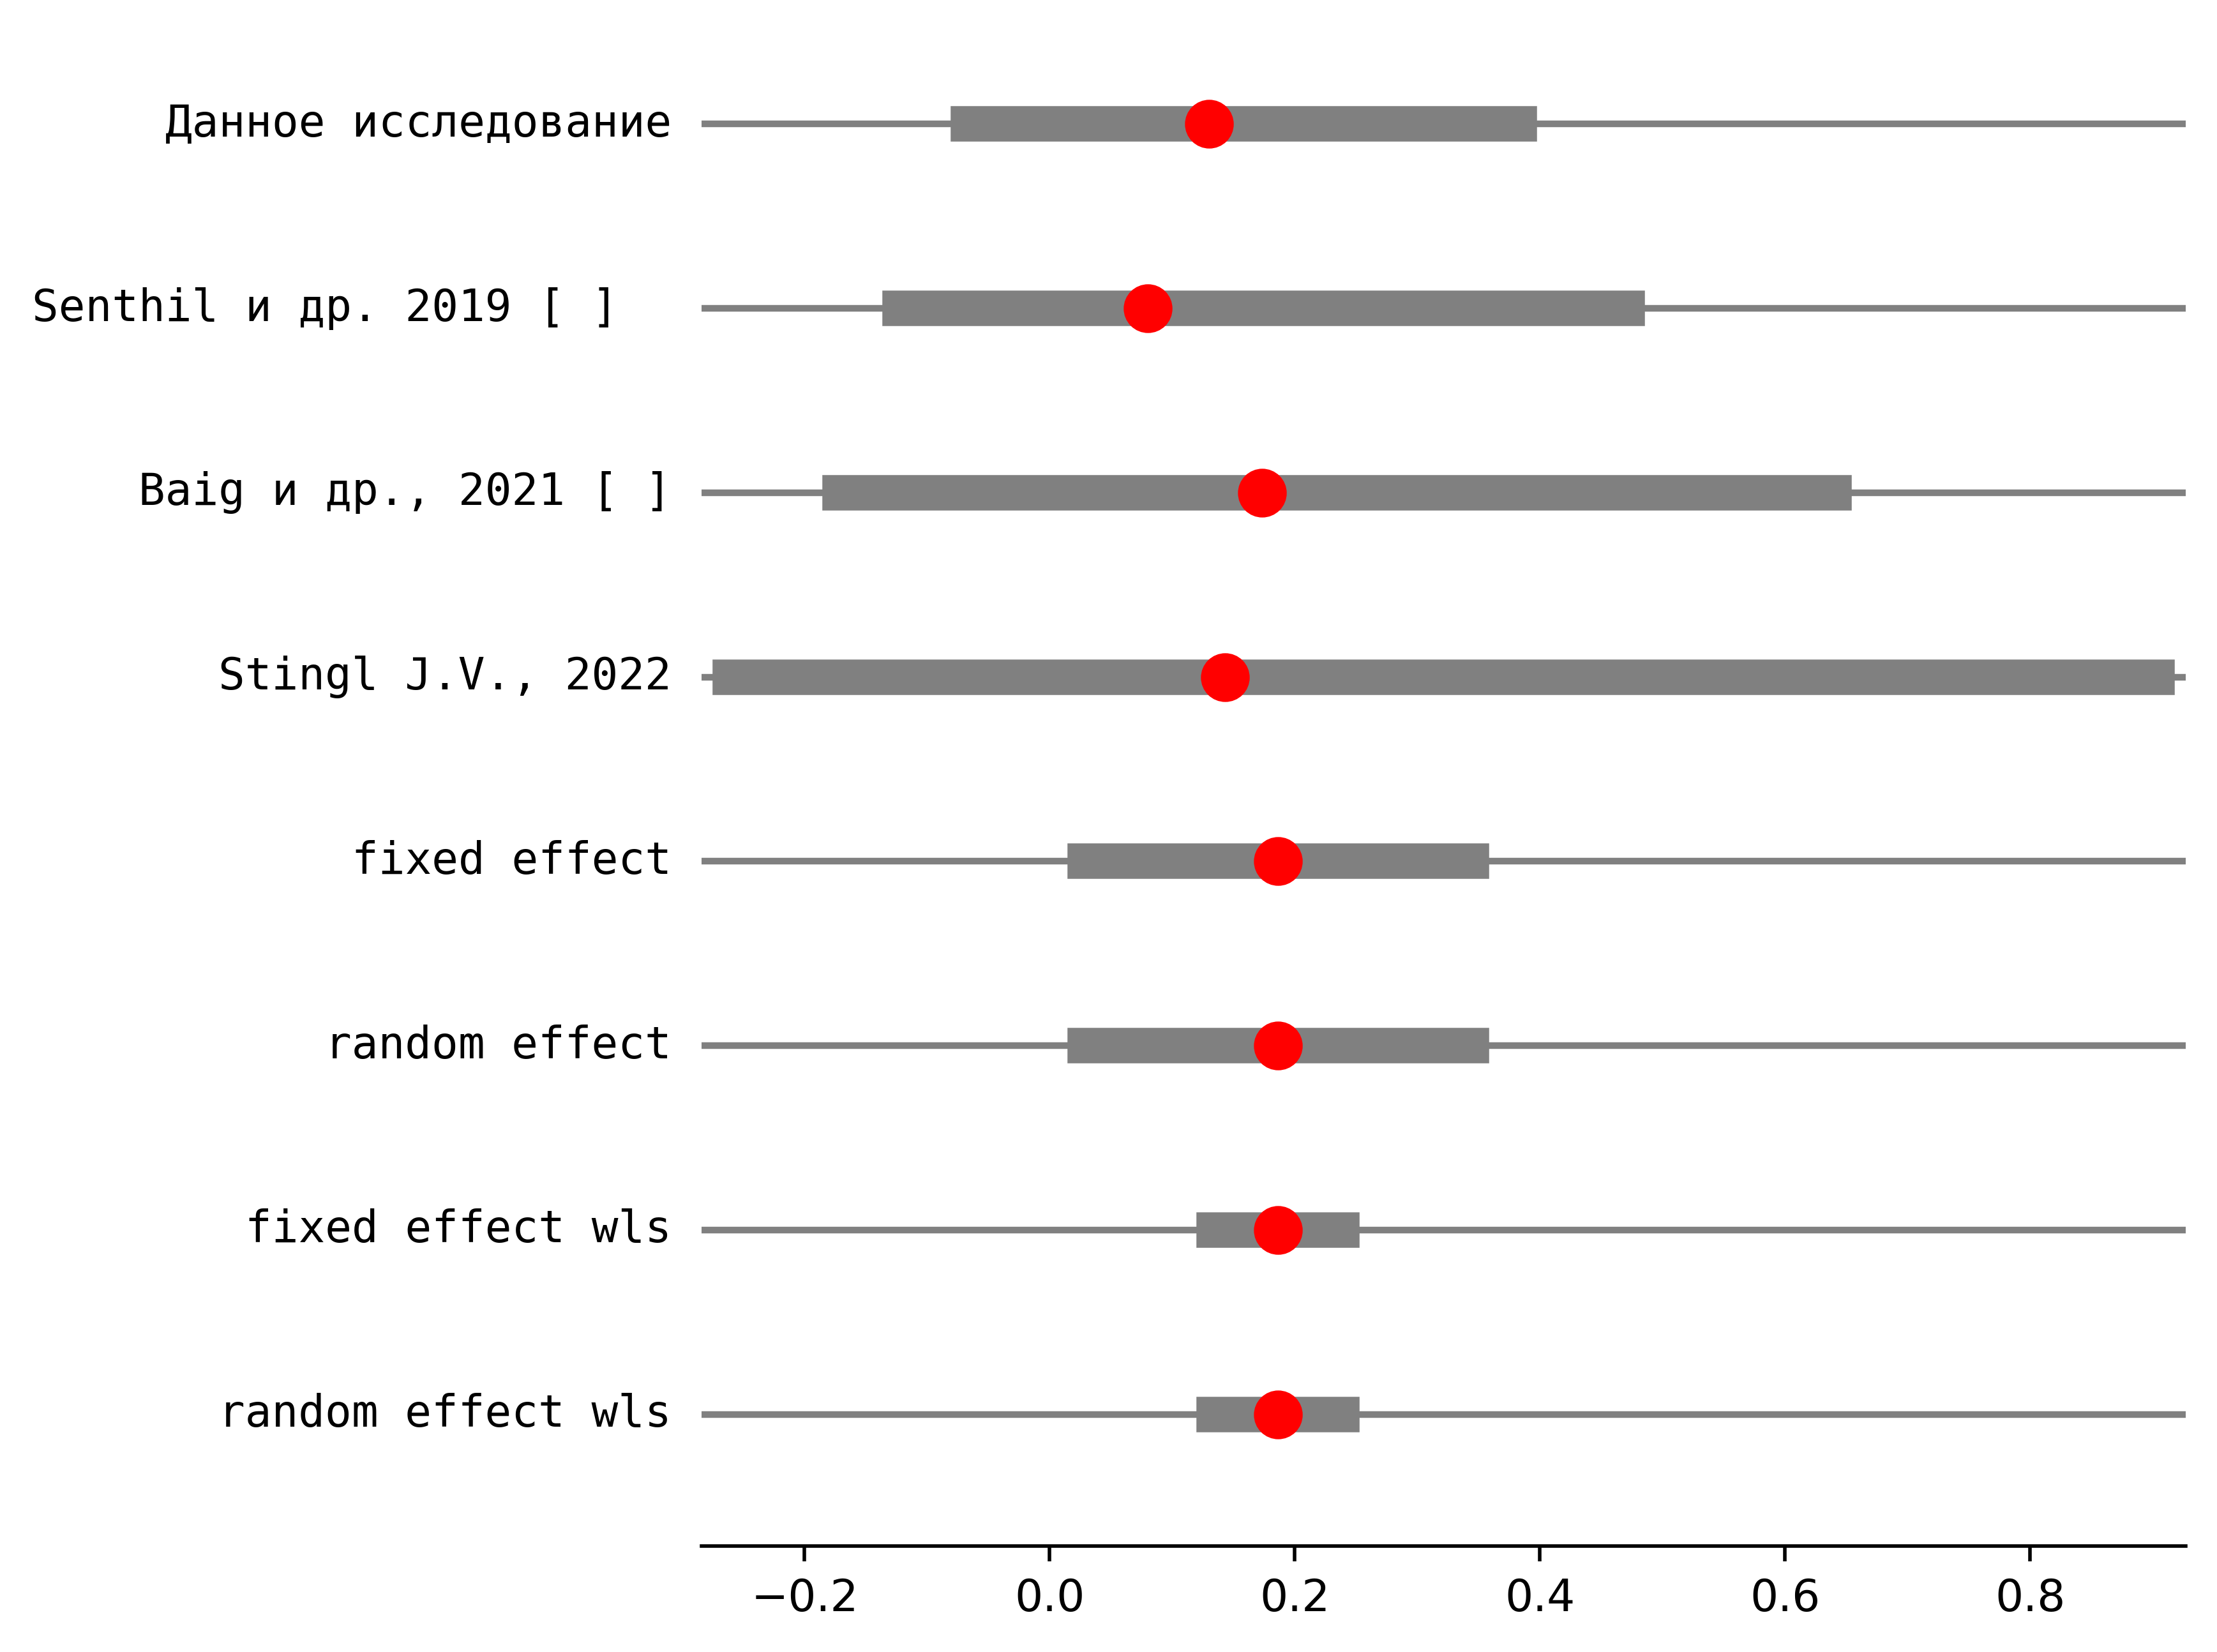 Данное исследование
Senthil и др. 2019 [ ]
Baig и др., 2021 [ ]
Stingl J.V., 2022
fixed effect
random effect
fixed effect wls
random effect wls
−0.2 0.0 0.2 0.4 0.6 0.8